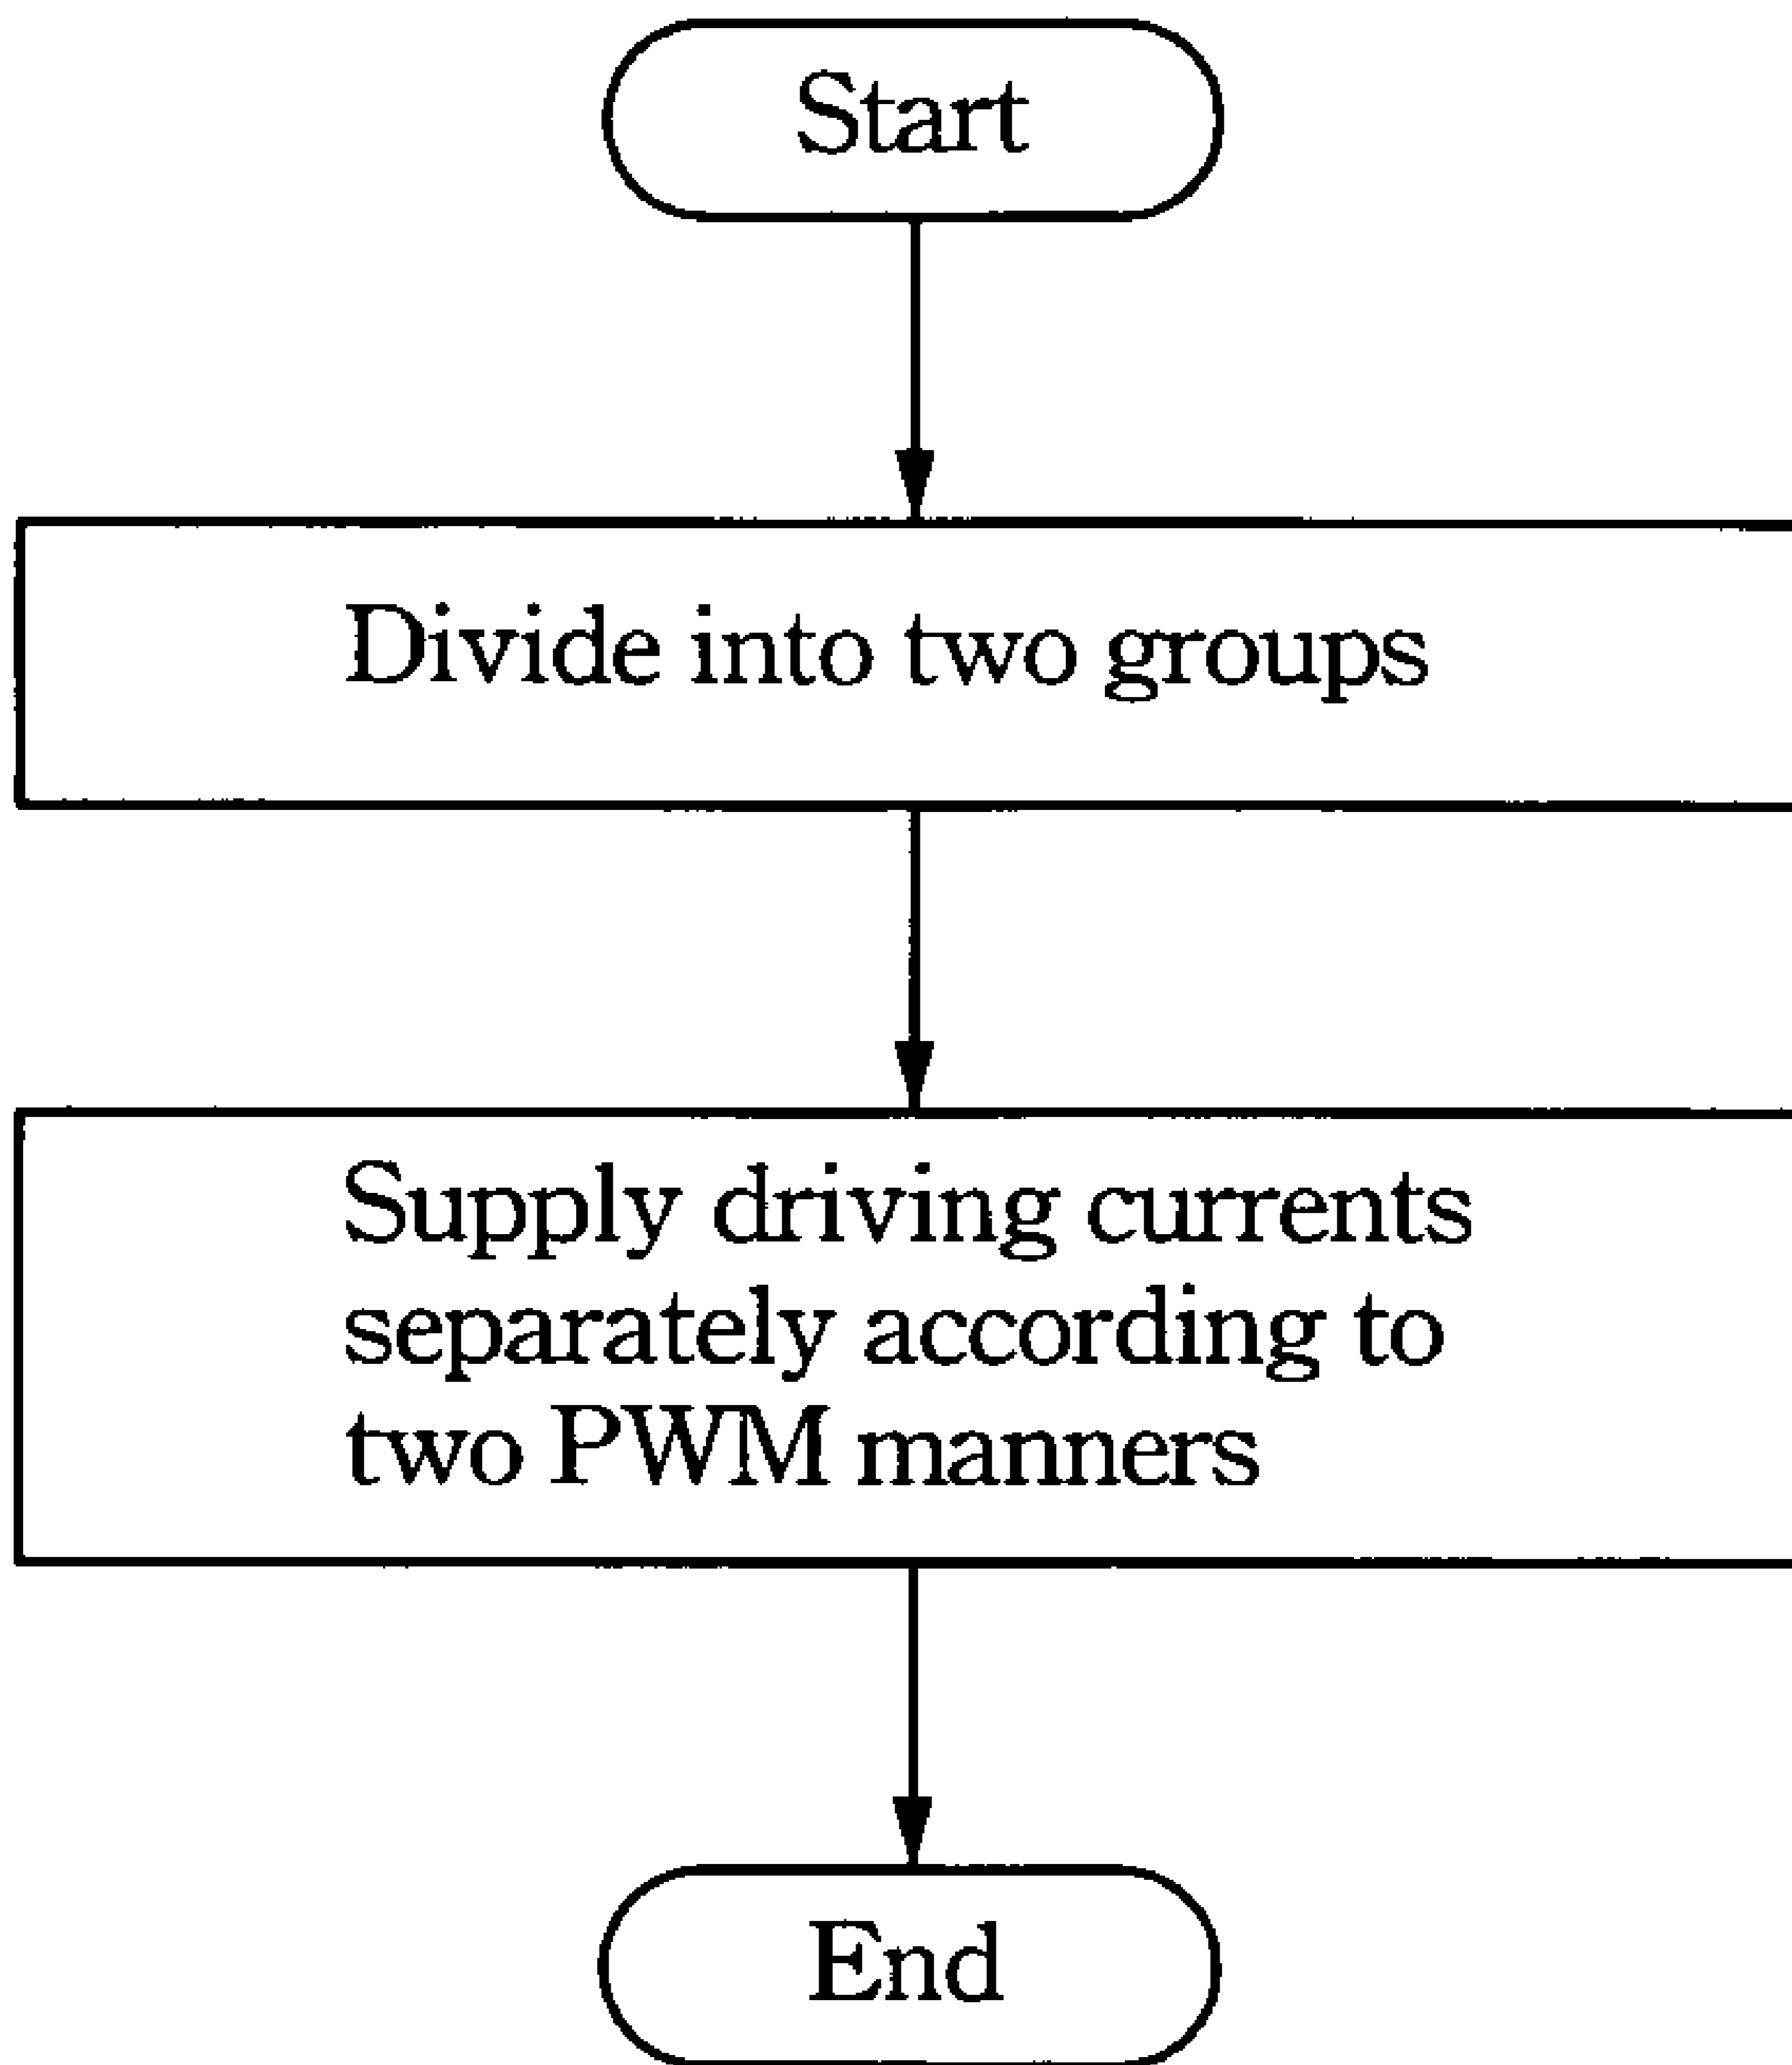 Start
Divide into two groups
Supply driving currents
separately according to
two PWM manners
End